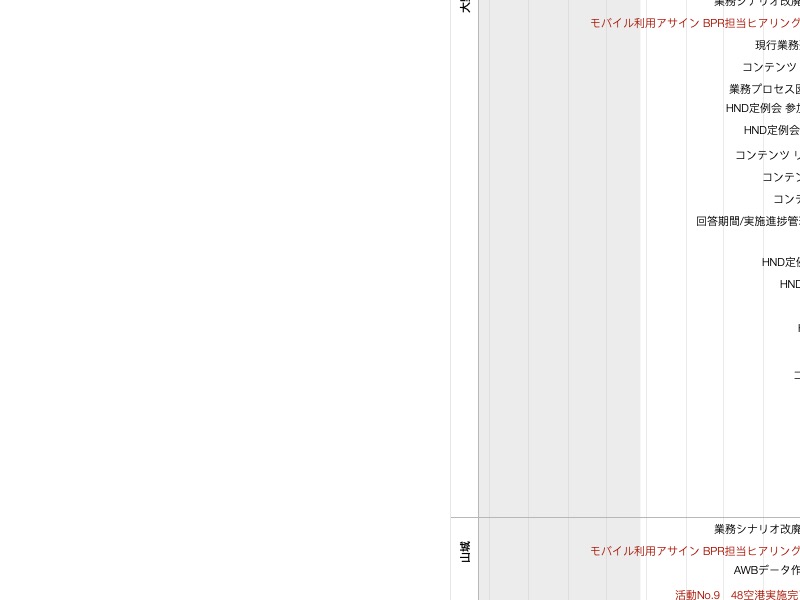 業務シナリオ改廃
モバイル利用アサイン BPR担当ヒアリング
現行業務
コンテンツ
業務プロセス
HND定例会 参加
HND定例会
コンテンツ リ
コンテン
コンテ
回答期間/実施進捗管
HND定例
HND
業務シナリオ改廃
山城
モバイル利用アサイン BPR担当ヒアリング
AWBデータ作
活動No.9 48空港実施完